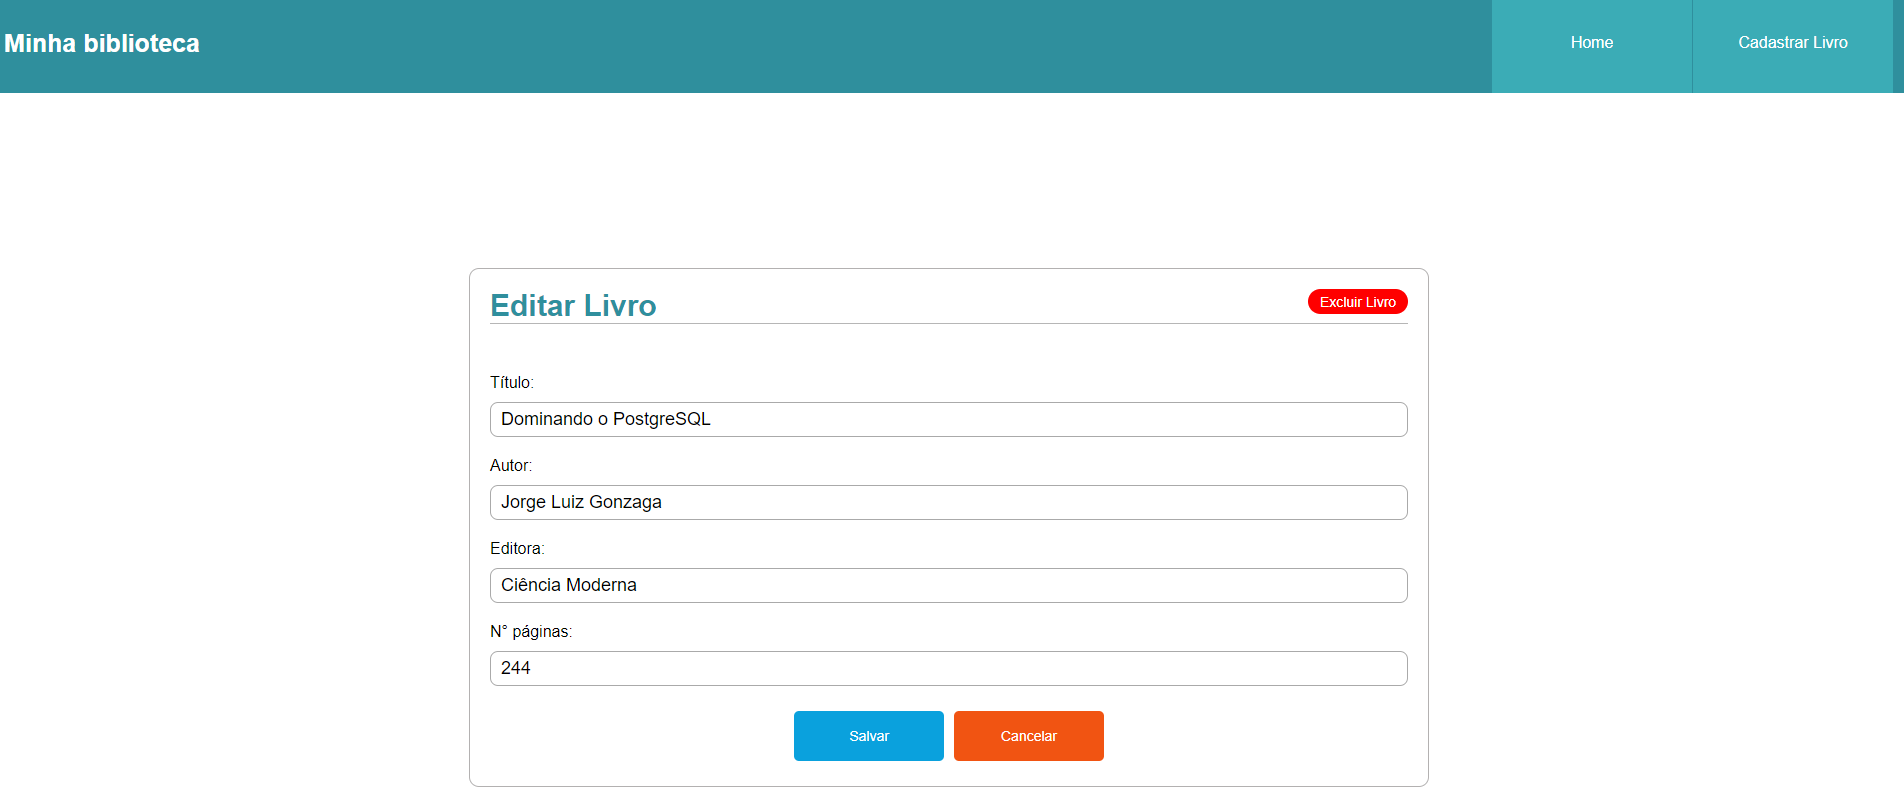 Minha biblioteca
Home
Cadastrar Livro
Editar Livro
Excluir Livro
Título:
Dominando o PostgreSQL
Autor:
Jorge Luiz Gonzaga
Editora:
Ciência Moderna
N° páginas:
244
Salvar
Cancelar